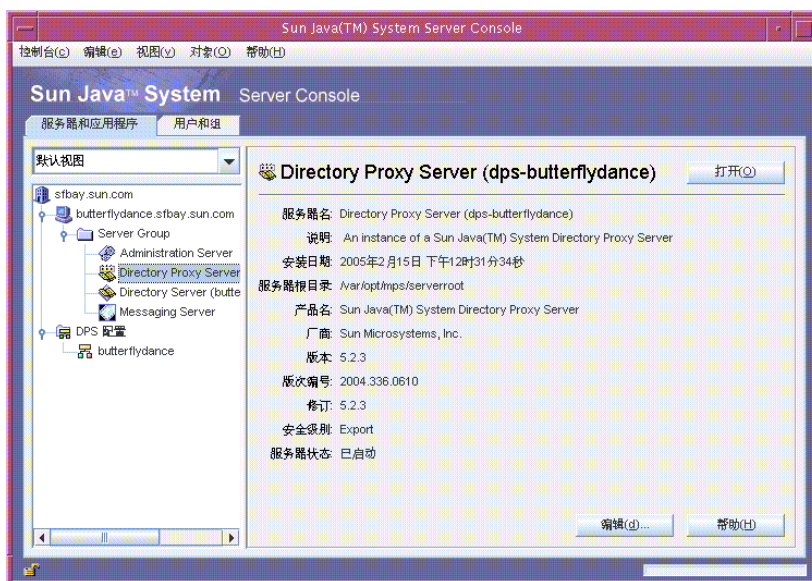 Sun Java(TM) System Server Console
控制台(c) 编辑(e) 视图(v) 对象(O) 帮助(H)
Sun Java™ System Server Console
服务器和应用程序 用户和组
默认视图
sfbay.sun.com
butterflydance.sfbay.sun.com
Server Group
Administration Server
Directory Proxy Server
Directory Server (butte
Messaging Server
DPS 配置
butterflydance
Directory Proxy Server (dps-butterflydance) 打开(O)
服务器名: Directory Proxy Server (dps-butterflydance)
说明: An instance of a Sun Java(TM) System Directory Proxy Server
安装日期: 2005年2月15日 下午12时31分34秒
服务器根目录: /var/opt/mps/serverroot
产品名: Sun Java(TM) System Directory Proxy Server
厂商: Sun Microsystems, Inc.
版本: 5.2.3
版次编号: 2004.336.0610
修订: 5.2.3
安全级别: Export
服务器状态: 已启动
编辑(d)... 帮助(H)